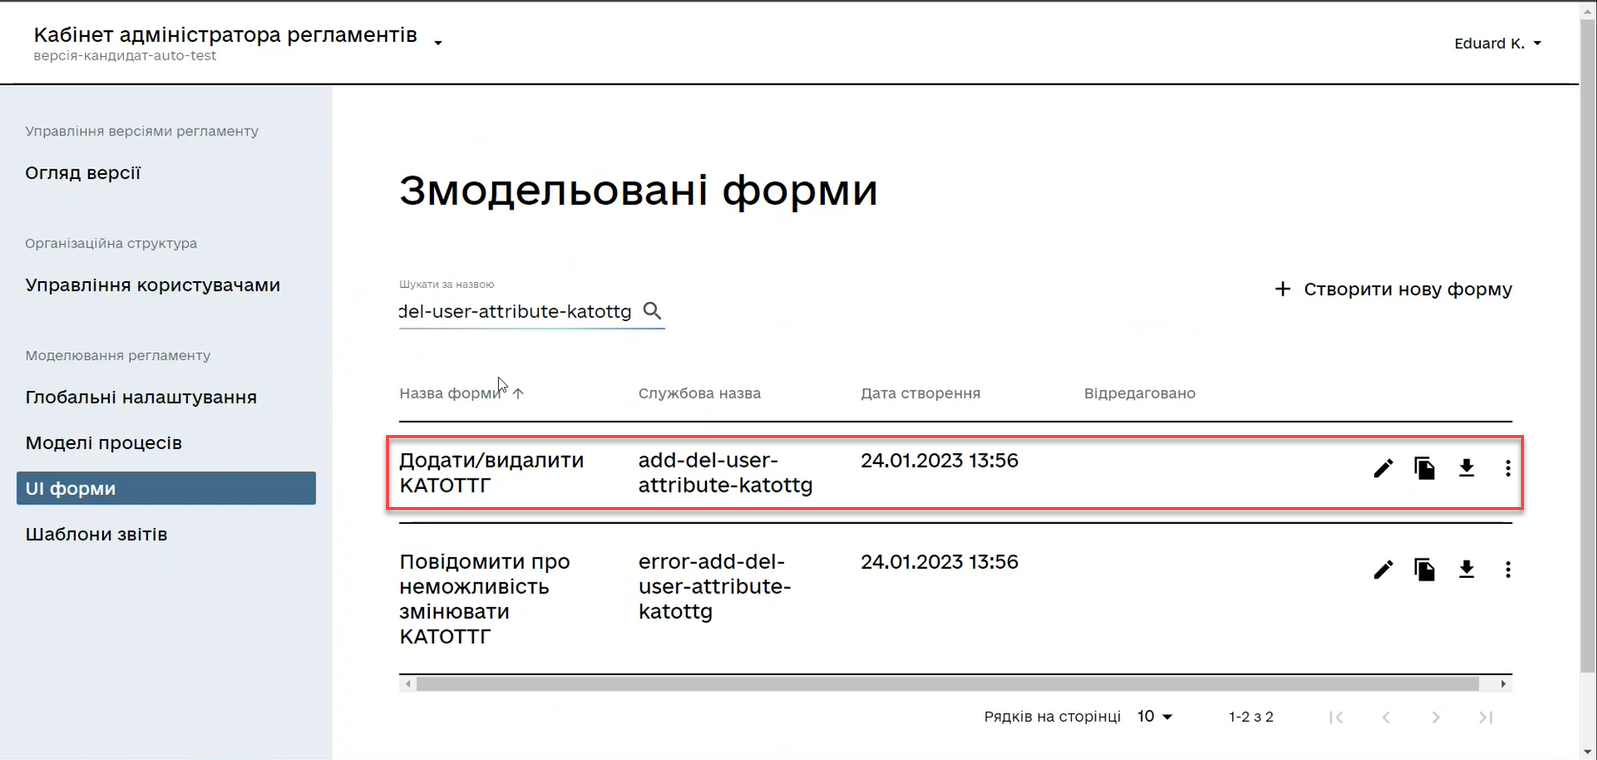 Кабінет адміністратора регламентів
версія-кандидат-auto-test
Eduard K.
Управління версіями регламенту
Огляд версії
Організаційна структура
Управління користувачами
Моделювання регламенту
Глобальні налаштування
Моделі процесів
UI форми
Шаблони звітів
Змодельовані форми
Шукати за назвою
del-user-attribute-katottg
Створити нову форму
Назва форми Службова назва Дата створення Відредаговано
Додати/видалити add-del-user- 24.01.2023 13:56
КАТОТТГ attribute-katottg
Повідомити про error-add-del- 24.01.2023 13:56
неможливість user-attribute-
змінювати katottg
КАТОТТГ
Рядків на сторінці 10 1-2 з 2